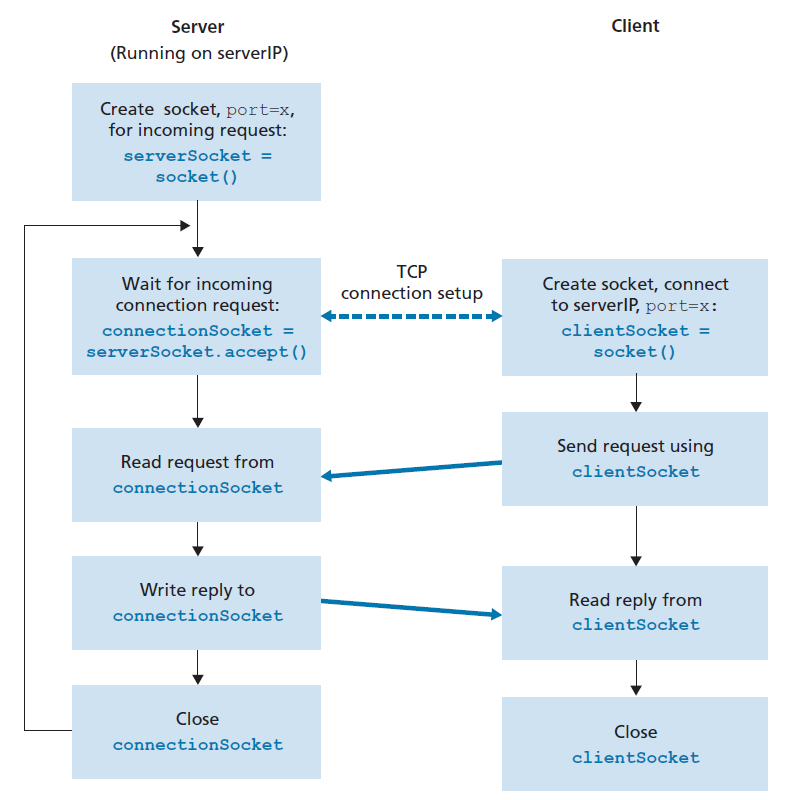 Server
(Running on serverIP)
Client
Create socket, port=x,
for incoming request:
serverSocket =
socket()
Wait for incoming
connection request:
connectionSocket =
serverSocket.accept()
TCP
connection setup
Create socket, connect
to serverIP, port=x:
clientSocket =
socket()
Read request from
connectionSocket
Send request using
clientSocket
Write reply to
connectionSocket
Read reply from
clientSocket
Close
connectionSocket
Close
clientSocket